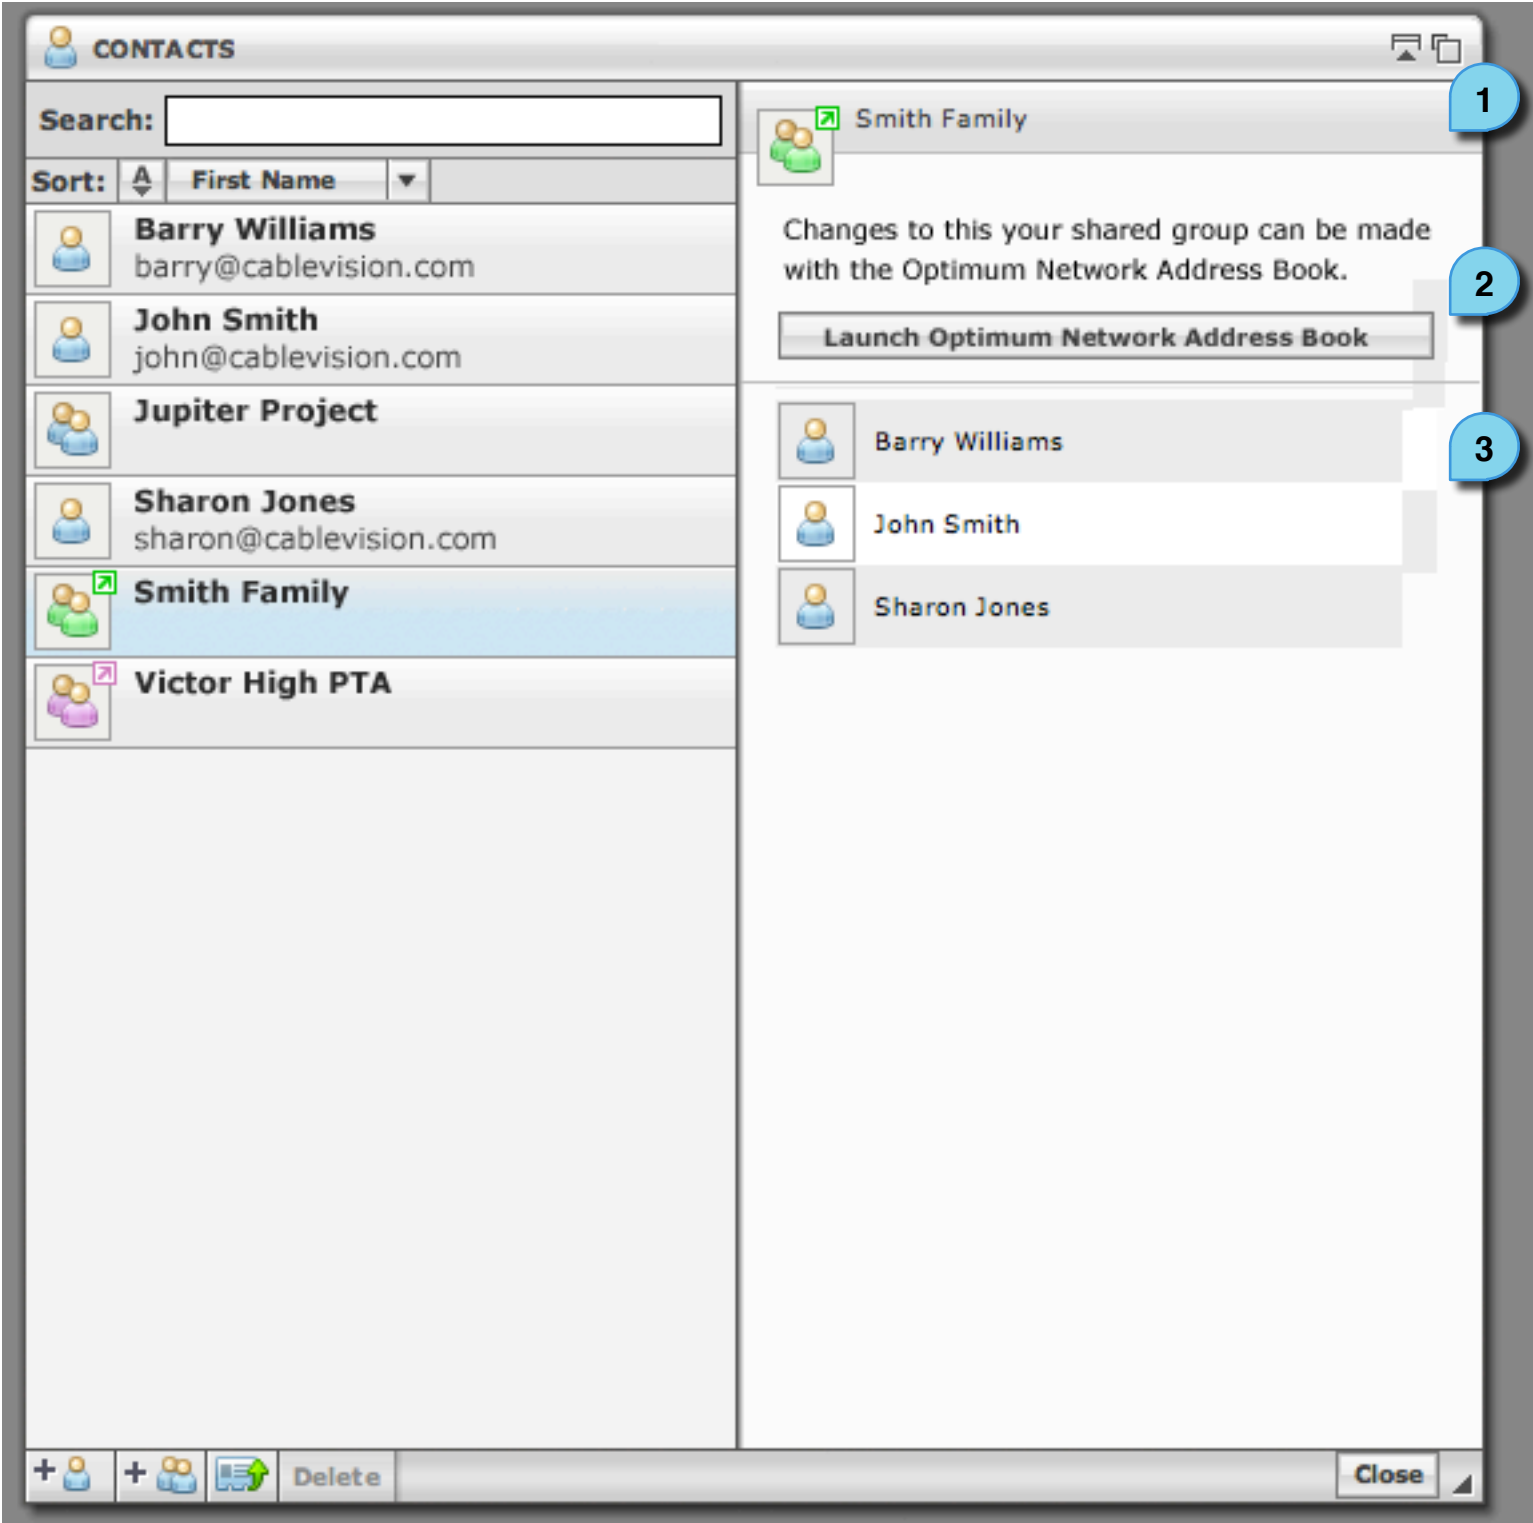 CONTACTS
Search:
Sort: A First Name
Barry Williams
barry@cablevision.com
John Smith
john@cablevision.com
Jupiter Project
Sharon Jones
sharon@cablevision.com
Smith Family
Victor High PTA
Delete
Smith Family
1
Changes to this your shared group can be made
with the Optimum Network Address Book.
2
Launch Optimum Network Address Book
Barry Williams
3
John Smith
Sharon Jones
Close